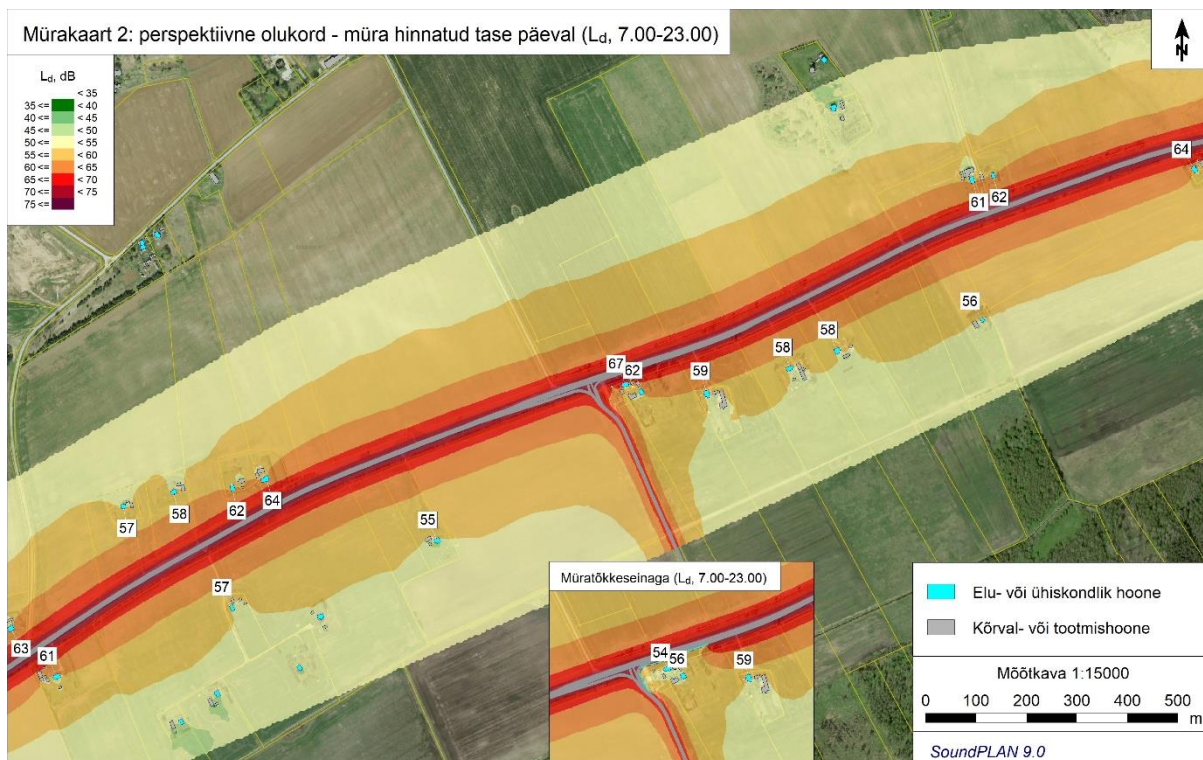 Mürakaart 2: perspektiivne olukord - müra hinnatud tase päeval (Ld, 7.00-23.00)
N
Ld, dB
< 35
35 <= < 40
40 <= < 45
45 <= < 50
50 <= < 55
55 <= < 60
60 <= < 65
65 <= < 70
70 <= < 75
75 <=
64
61 62
56
58
58
67
62
59
62 64
58
57
55
57
63
61
Müratõkkeseinaga (Ld, 7.00-23.00)
54
56
59
Elu- või ühiskondlik hoone
Kõrval- või tootmishoone
Mõõtkava 1:15000
0 100 200 300 400 500
m
SoundPLAN 9.0